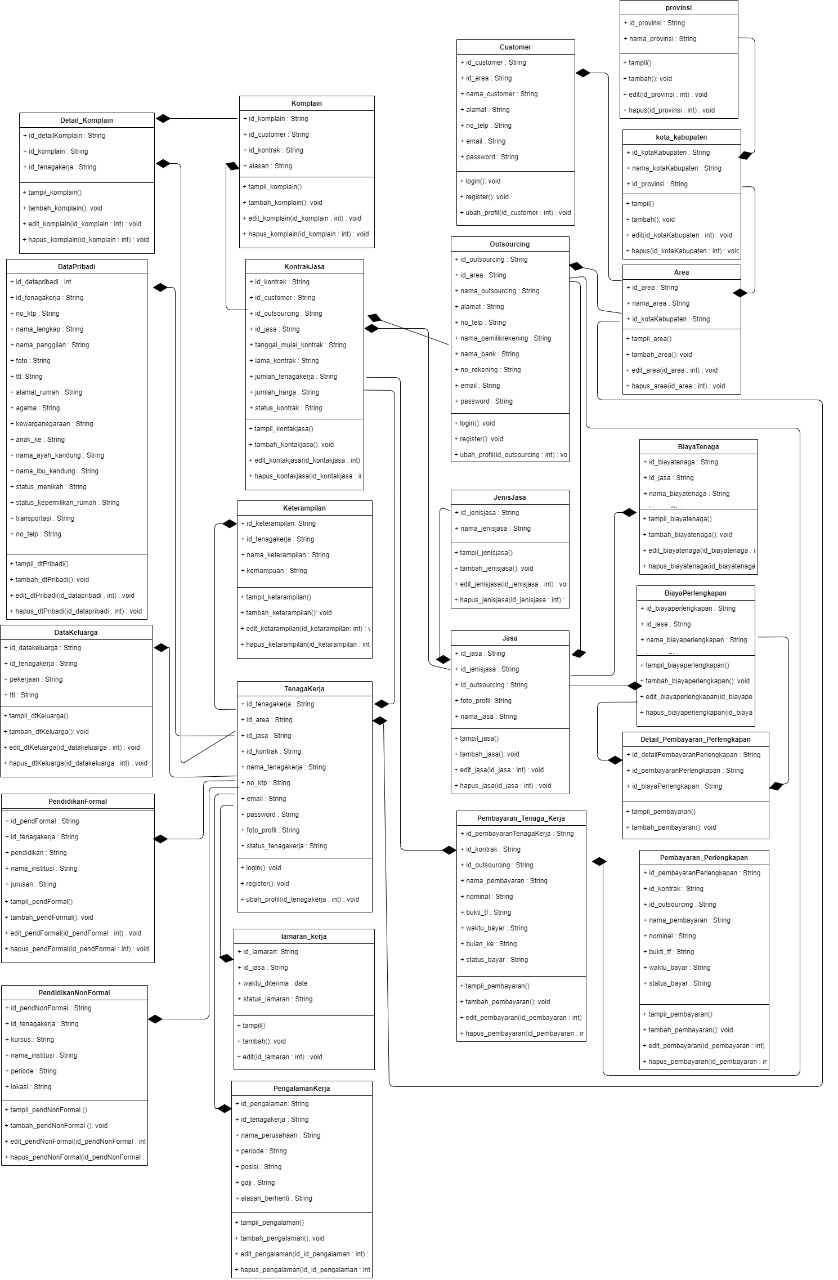 provinsi
+ id_provinsi : String
+ nama_provinsi : String
+ tampil()
+ tambah(): void
+ edit(id_provinsi : int) : void
+ hapus(id_provinsi : int) : void
Customer
+ id_customer : String
+ id_area : String
+ nama_customer : String
+ alamat : String
+ no_telp : String
+ email : String
+ password : String
+ login(): void
+ register(): void
+ ubah_profil(id_customer : int) : void
Komplain
+ id_komplain : String
+ id_customer : String
+ id_kontrak : String
+ alasan : String
+ tampil_komplain()
+ tambah_komplain(): void
+ edit_komplain(id_komplain : int) : void
+ hapus_komplain(id_komplain : int) : void
Detail_Komplain
+ id_detailKomplain : String
+ id_komplain : String
+ id_tenagakerja : String
+ tampil_komplain()
+ tambah_komplain(): void
+ edit_komplain(id_komplain : int) : void
+ hapus_komplain(id_komplain : int) : void
kota_kabupaten
+ id_kotaKabupaten : String
+ nama_kotaKabupaten : String
+ id_provinsi : String
+ tampil()
+ tambah(): void
+ edit(id_kotaKabupaten : int) : void
+ hapus(id_kotaKabupaten : int) : void
DataPribadi
+ id_datapribadi : int
+ id_tenagakerja : String
+ no_ktp : String
+ nama_lengkap : String
+ nama_panggilan : String
+ foto : String
+ ttl : String
+ alamat_rumah : String
+ agama : String
+ kewarganegaraan : String
+ anak_ke : String
+ nama_ayah_kandung : String
+ nama_ibu_kandung : String
+ status_menikah : String
+ status_kepemilikan_rumah : String
+ transportasi : String
+ no_telp : String
+ tampil_dtPribadi()
+ tambah_dtPribadi(): void
+ edit_dtPribadi(id_datapribadi : int) : void
+ hapus_dtPribadi(id_datapribadi : int) : void
KontrakJasa
+ id_kontrak : String
+ id_customer : String
+ id_outsourcing : String
+ id_jasa : String
+ tanggal_mulai_kontrak : String
+ lama_kontrak : String
+ jumlah_tenagakerja : String
+ jumlah_harga : String
+ status_kontrak : String
+ tampil_kontakjasa()
+ tambah_kontakjasa(): void
+ edit_kontakjasa(id_kontakjasa : int)
+ hapus_kontakjasa(id_kontakjasa : ir
Outsourcing
+ id_outsourcing : String
+ id_area : String
+ nama_outsourcing : String
+ alamat : String
+ no_telp : String
+ nama_pemilikrekening : String
+ nama_bank : String
+ no_rekening : String
+ email : String
+ password : String
+ login(): void
+ register(): void
+ ubah_profil(id_outsourcing : int) : vo
Area
+ id_area : String
+ nama_area : String
+ id_kotaKabupaten : String
+ tampil_area()
+ tambah_area(): void
+ edit_area(id_area : int) : void
+ hapus_area(id_area : int) : void
BiayaTenaga
+ id_biayatenaga : String
+ id_jasa : String
+ nama_biayatenaga : String
+ tampil_biayatenaga()
+ tambah_biayatenaga(): void
+ edit_biayatenaga(id_biayatenaga : i
+ hapus_biayatenaga(id_biayatenaga
Keterampilan
+ id_keterampilan: String
+ id_tenagakerja : String
+ nama_keterampilan : String
+ kemampuan : String
+ tampil_ketarampilan()
+ tambah_ketarampilan(): void
+ edit_ketarampilan(id_ketarampilan: int) : \
+ hapus_ketarampilan(id_ketarampilan : int
JenisJasa
+ id_jenisjasa : String
+ nama_jenisjasa : String
+ tampil_jenisjasa()
+ tambah_jenisjasa(): void
+ edit_jenisjasa(id_jenisjasa : int) : vo
+ hapus_jenisjasa(id_jenisjasa : int) :
BiayaPerlengkapan
+ id_biayaperlengkapan : String
+ id_jasa : String
+ nama_biayaperlengkapan : String
+ tampil_biayaperlengkapan()
+ tambah_biayaperlengkapan(): void
+ edit_biayaperlengkapan(id_biayape
+ hapus_biayaperlengkapan(id_biaya
DataKeluarga
+ id_datakeluarga : String
+ id_tenagakerja : String
+ pekerjaan : String
+ ttl : String
+ tampil_dtKeluarga()
+ tambah_dtKeluarga(): void
+ edit_dtKeluarga(id_datakeluarga : int) : void
+ hapus_dtKeluarga(id_datakeluarga : int) : void
Jasa
+ id_jasa : String
+ id_jenisjasa : String
+ id_outsourcing : String
+ foto_profil : String
+ nama_jasa : String
+ tampil_jasa()
+ tambah_jasa(): void
+ edit_jasa(id_jasa : int) : void
+ hapus_jasa(id_jasa : int) : void
TenagaKerja
+ id_tenagakerja : String
+ id_area : String
+ id_jasa : String
+ id_kontrak : String
+ nama_tenagakerja : String
+ no_ktp : String
+ email : String
+ password : String
+ foto_profil : String
+ status_tenagakerja : String
+ login(): void
+ register(): void
+ ubah_profil(id_tenagakerja : int) : void
Detail_Pembayaran_Perlengkapan
+ id_detailPembayaranPerlengkapan : String
+ id_pembayaranPerlengkapan : String
+ id_biayaPerlengkapan : String
+ tampil_pembayaran()
+ tambah_pembayaran(): void
PendidikanFormal
+ id_pendFormal : String
+ id_tenagakerja : String
+ pendidikan : String
+ nama_institusi : String
+ jurusan : String
+ tampil_pendFormal()
+ tambah_pendFormal(): void
+ edit_pendFormal(id_pendFormal : int) : void
+ hapus_pendFormal(id_pendFormal : int) : void
Pembayaran_Tenaga_Kerja
+ id_pembayaranTenagaKerja : String
+ id_kontrak : String
+ id_outsourcing : String
+ nama_pembayaran : String
+ nominal : String
+ bukti_tf : String
+ waktu_bayar : String
+ bulan_ke : String
+ status_bayar : String
+ tampil_pembayaran()
+ tambah_pembayaran(): void
+ edit_pembayaran(id_pembayaran : int)
+ hapus_pembayaran(id_pembayaran : ir
Pembayaran_Perlengkapan
+ id_pembayaranPerlengkapan : String
+ id_kontrak : String
+ id_outsourcing : String
+ nama_pembayaran : String
+ nominal : String
+ bukti_tf : String
+ waktu_bayar : String
+ status_bayar : String
+ tampil_pembayaran()
+ tambah_pembayaran(): void
+ edit_pembayaran(id_pembayaran : int)
+ hapus_pembayaran(id_pembayaran : ir
lamaran_kerja
+ id_lamaran: String
+ id_jasa : String
+ waktu_diterima : date
+ status_lamaran : String
+ tampil()
+ tambah(): void
+ edit(id_lamaran : int) : void
PendidikanNonFormal
+ id_pendNonFormal : String
+ id_tenagakerja : String
+ kursus : String
+ nama_institusi : String
+ periode : String
+ lokasi : String
+ tampil_pendNonFormal ()
+ tambah_pendNonFormal (): void
+ edit_pendNonFormal(id_pendNonFormal : int
+ hapus_pendNonFormal(id_pendNonFormal :
PengalamanKerja
+ id_pengalaman: String
+ id_tenagakerja : String
+ nama_perusahaan : String
+ periode : String
+ posisi : String
+ gaji : String
+ alasan_berhenti : String
+ tampil_pengalaman()
+ tambah_pengalaman(): void
+ edit_pengalaman(id_id_pengalaman : int) :
+ hapus_pengalaman(id_id_pengalaman : int